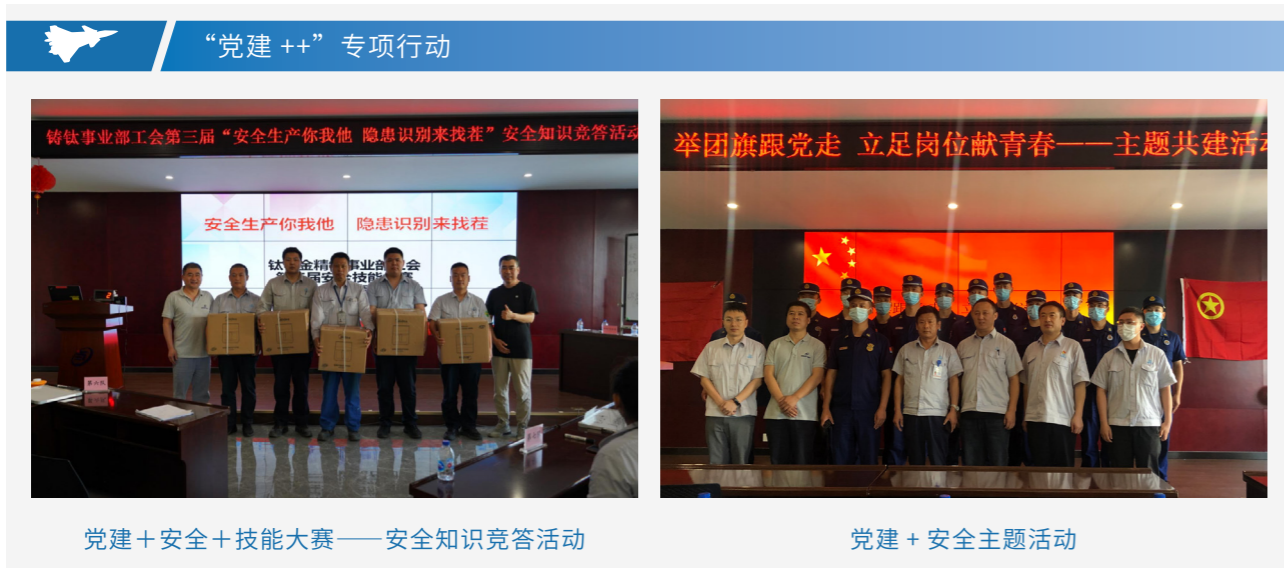 “党建 ++”专项行动
铸钛事业部工会第三届“安全生产你我他 隐患识别来找茬”安全知识竞答活动
举团旗跟党走 立足岗位献青春——主题共建活动
安全生产你我他 隐患识别来找茬
党建＋安全＋技能大赛——安全知识竞答活动
党建 + 安全主题活动